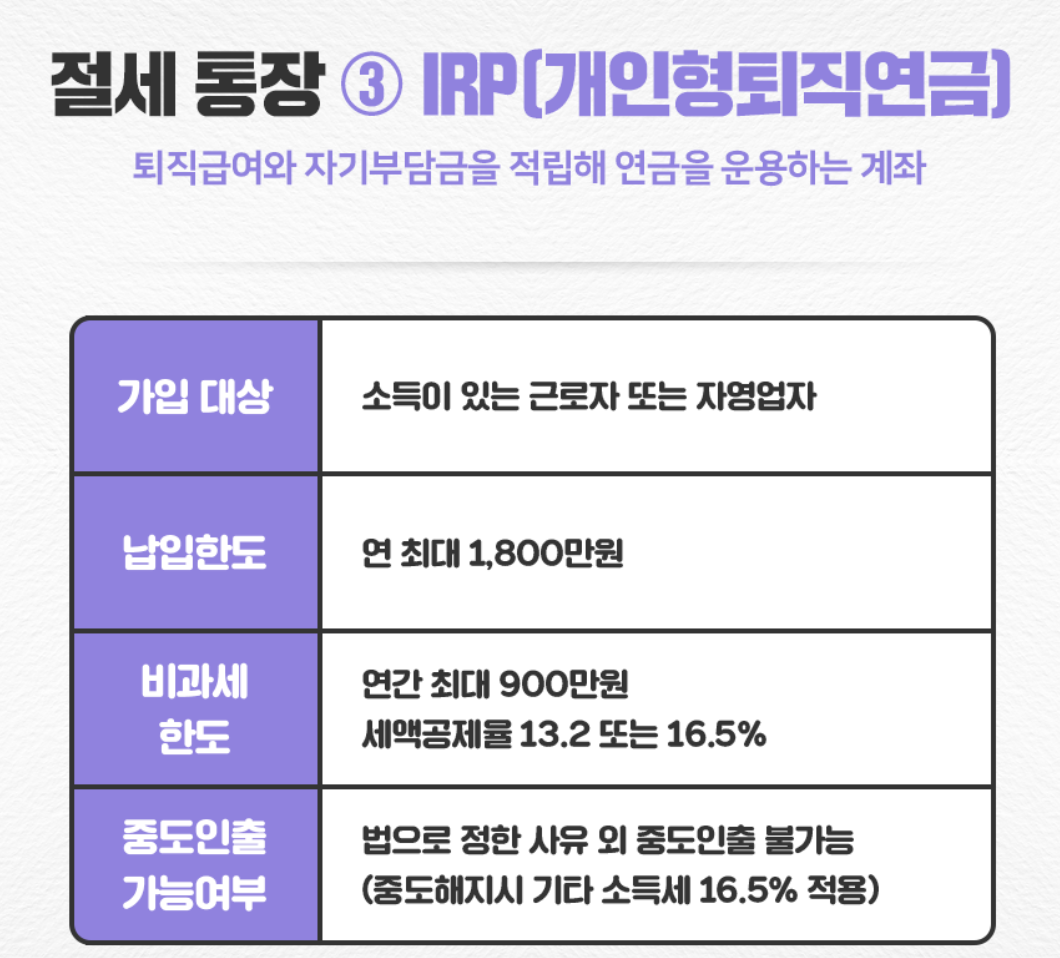 절세 통장 ③ IRP(개인형퇴직연금)
퇴직급여와 자기부담금을 적립해 연금을 운용하는 계좌
가입 대상
소득이 있는 근로자 또는 자영업자
납입한도
연 최대 1,800만원
비과세
한도
연간 최대 900만원
세액공제율 13.2 또는 16.5%
중도인출
가능여부
법으로 정한 사유 외 중도인출 불가능
(중도해지시 기타 소득세 16.5% 적용)